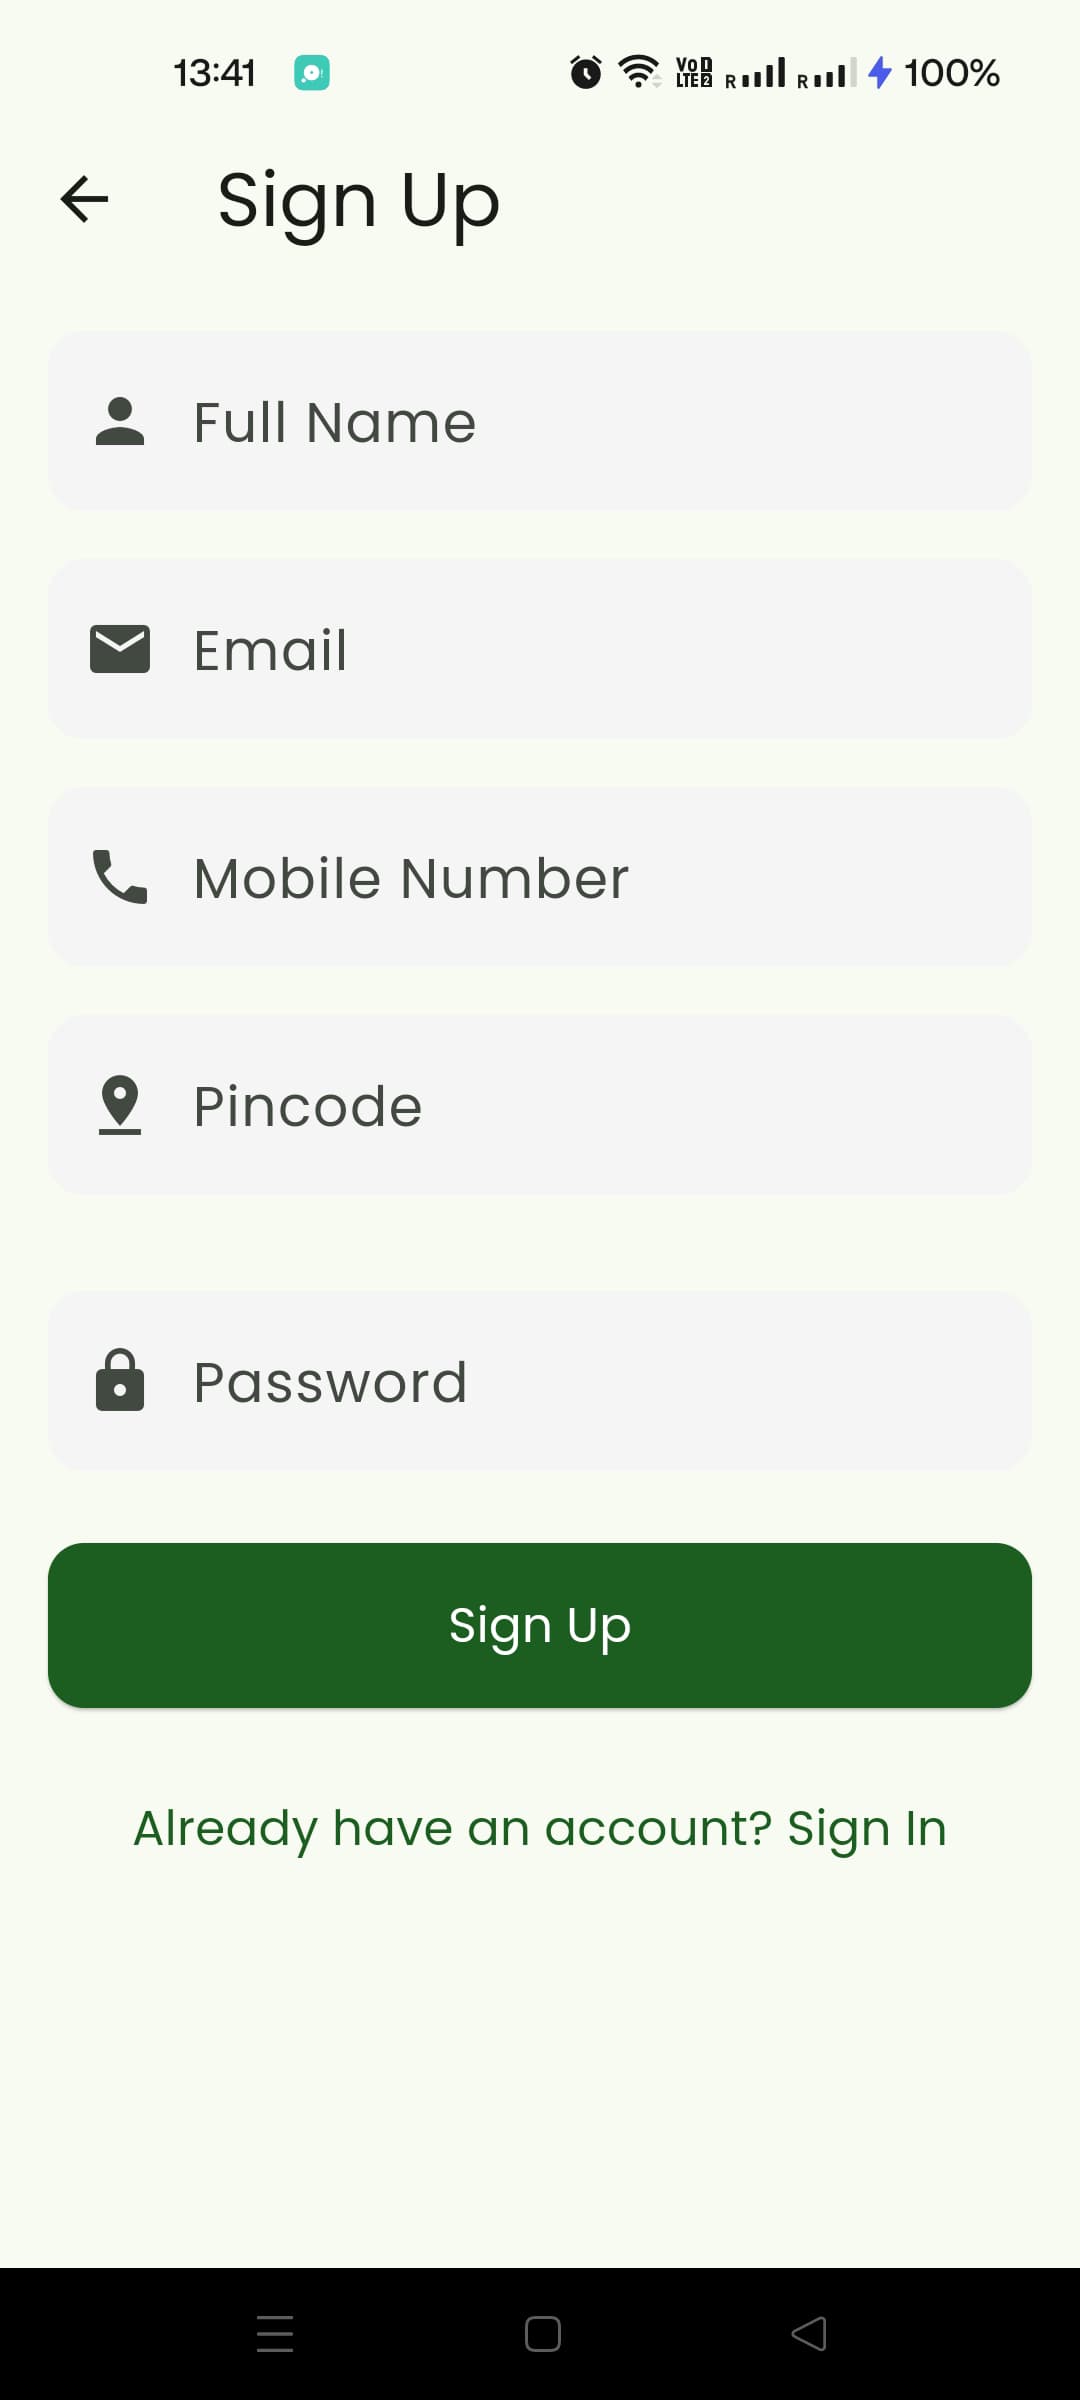 13:41 VoD LTE2 R R 100%
Sign Up
Full Name
Email
Mobile Number
Pincode
Password
Sign Up
Already have an account? Sign In